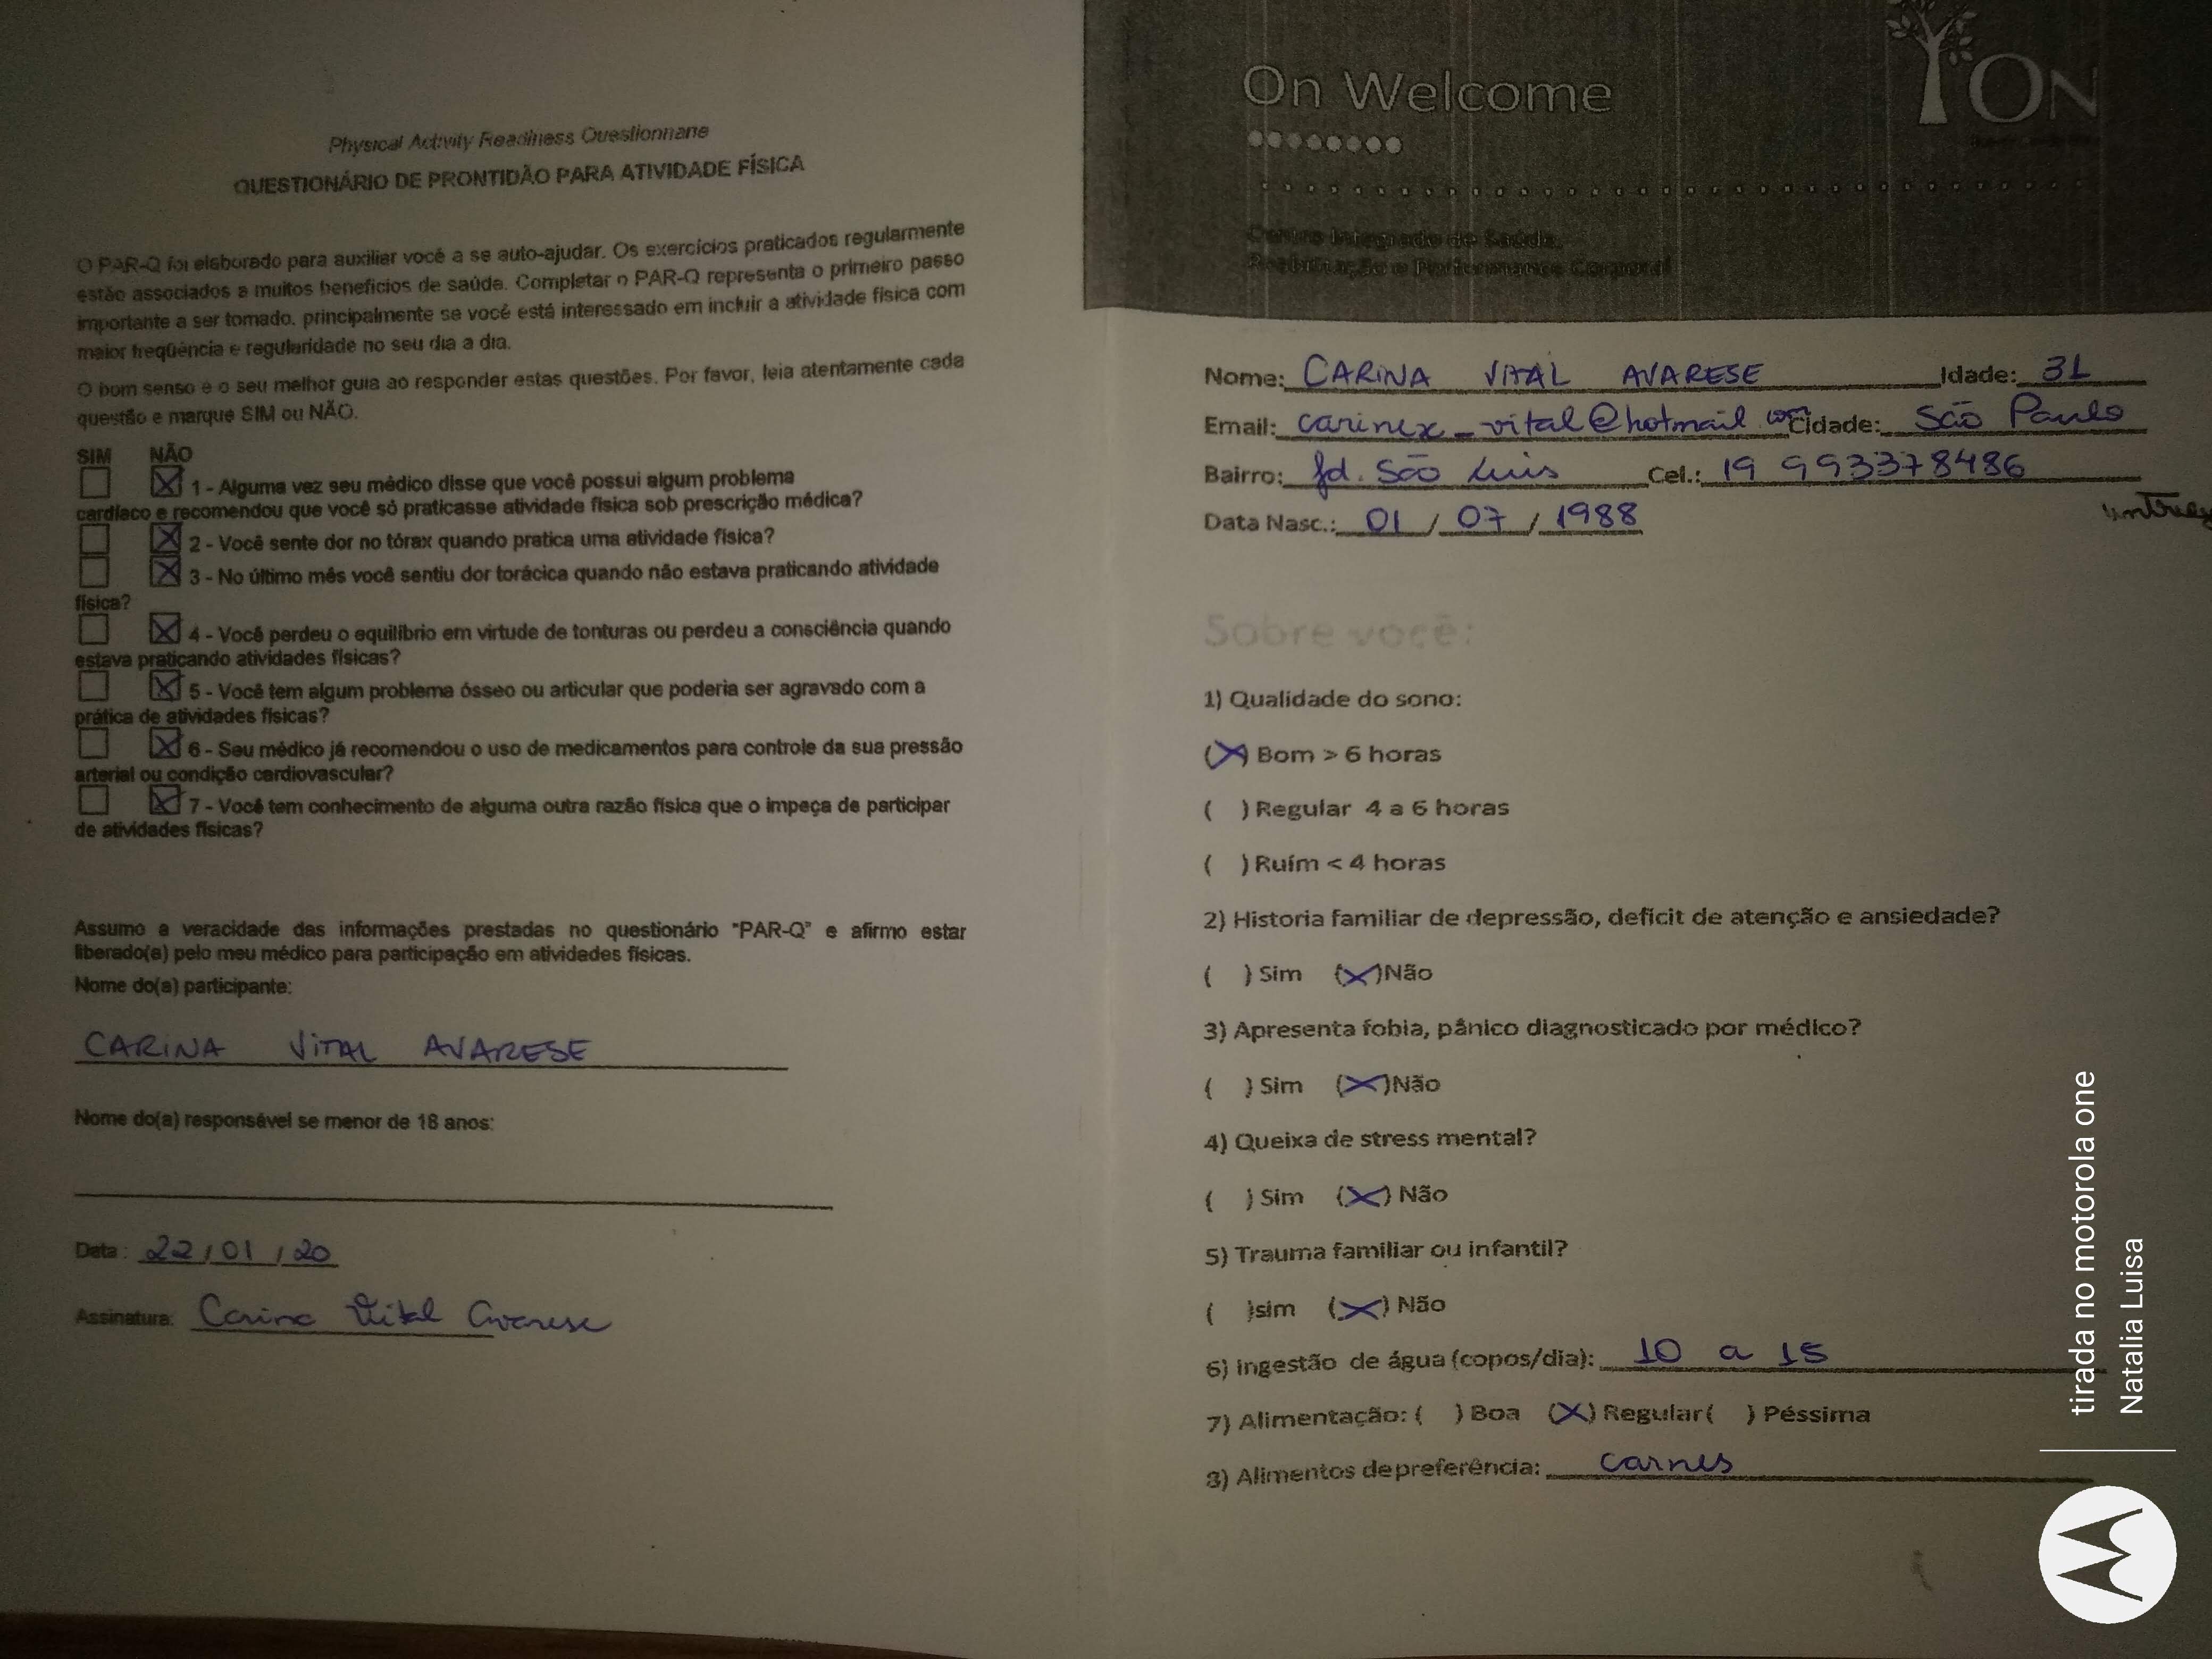 Physical Activity Readiness Questionnaire
QUESTIONÁRIO DE PRONTIDÃO PARA ATIVIDADE FÍSICA
O PAR-Q foi elaborado para auxiliar você a se auto-ajudar. Os exercícios praticados regularmente
estão associados a muitos benefícios de saúde. Completar o PAR-Q representa o primeiro passo
importante a ser tomado, principalmente se você está interessado em incluir a atividade física com
maior freqüência e regularidade no seu dia a dia.
O bom senso é o seu melhor guia ao responder estas questões. Por favor, leia atentamente cada
questão e marque SIM ou NÃO.
SIM NÃO
1 - Alguma vez seu médico disse que você possui algum problema
cardíaco e recomendou que você só praticasse atividade física sob prescrição médica?
2 - Você sente dor no tórax quando pratica uma atividade física?
3 - No último mês você sentiu dor torácica quando não estava praticando atividade
física?
4 - Você perdeu o equilíbrio em virtude de tonturas ou perdeu a consciência quando
estava praticando atividades físicas?
5 - Você tem algum problema ósseo ou articular que poderia ser agravado com a
prática de atividades físicas?
6 - Seu médico já recomendou o uso de medicamentos para controle da sua pressão
arterial ou condição cardiovascular?
7 - Você tem conhecimento de alguma outra razão física que o impeça de participar
de atividades físicas?
Assumo a veracidade das informações prestadas no questionário "PAR-Q" e afirmo estar
liberado(a) pelo meu médico para participação em atividades físicas.
Nome do(a) participante:
CARINA VITAL AVARESE
Nome do(a) responsável se menor de 18 anos:
Data : 22 / 01 / 20
Assinatura: Carina Vital Avarese
On Welcome
ON
Centro Integrado de Saúde,
Reabilitação e Performance Corporal
Nome: CARINA VITAL AVARESE Idade: 31
Email: carinex_vital@hotmail.com Cidade: São Paulo
Bairro: Jd. São Luis Cel.: 19 993378486
Data Nasc.: 01 / 07 / 1988
Sobre você:
1) Qualidade do sono:
(X) Bom > 6 horas
( ) Regular 4 a 6 horas
( ) Ruím < 4 horas
2) Historia familiar de depressão, deficit de atenção e ansiedade?
( ) Sim (X) Não
3) Apresenta fobia, pânico diagnosticado por médico?
( ) Sim (X) Não
4) Queixa de stress mental?
( ) Sim (X) Não
5) Trauma familiar ou infantil?
( )sim (X) Não
6) Ingestão de água (copos/dia): 10 a 15
7) Alimentação: ( ) Boa (X) Regular ( ) Péssima
8) Alimentos de preferência: carnes
tirada no motorola one
Natalia Luisa